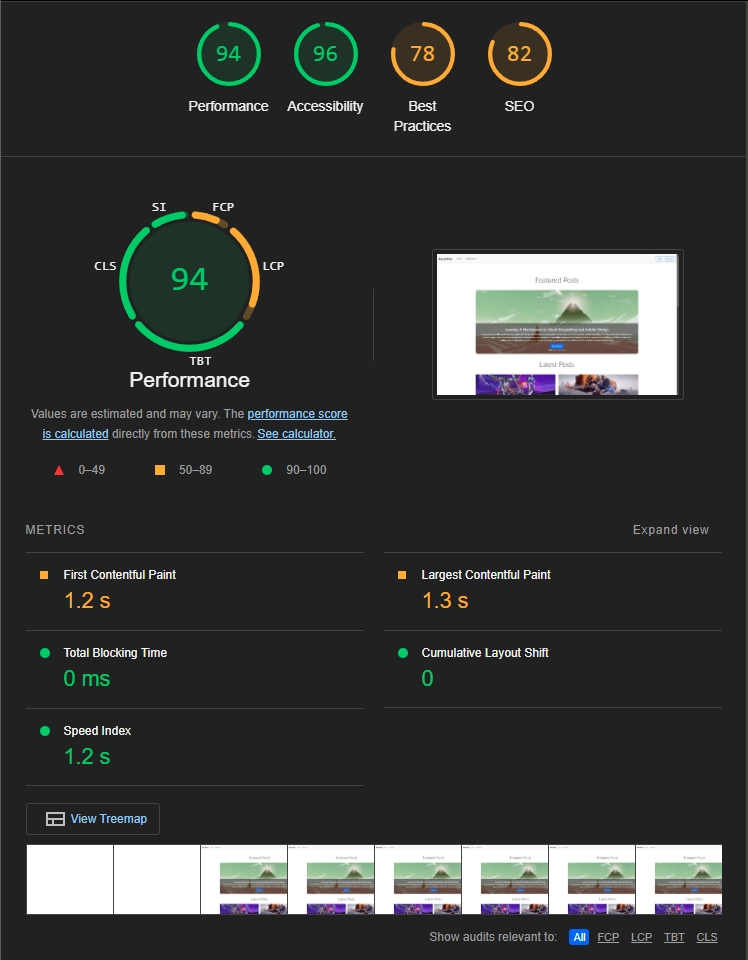 94
96
78
82
Performance
Accessibility
Best
Practices
SEO
SI
FCP
CLS
LCP
94
TBT
Performance
Values are estimated and may vary. The performance score
is calculated directly from these metrics. See calculator.
0–49
50–89
90–100
Featured Posts
Latest Posts
METRICS
Expand view
First Contentful Paint
1.2 s
Largest Contentful Paint
1.3 s
Total Blocking Time
0 ms
Cumulative Layout Shift
0
Speed Index
1.2 s
View Treemap
Show audits relevant to: All FCP LCP TBT CLS